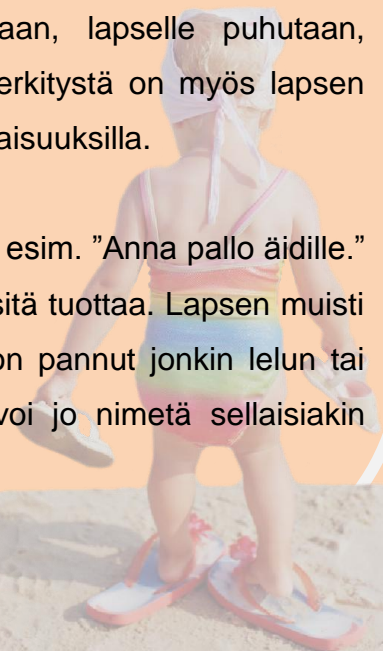 aan, lapselle puhutaan,
erkitystä on myös lapsen
aisuuksilla.
esim. ”Anna pallo äidille.”
sitä tuottaa. Lapsen muisti
on pannut jonkin lelun tai
voi jo nimetä sellaisiakin